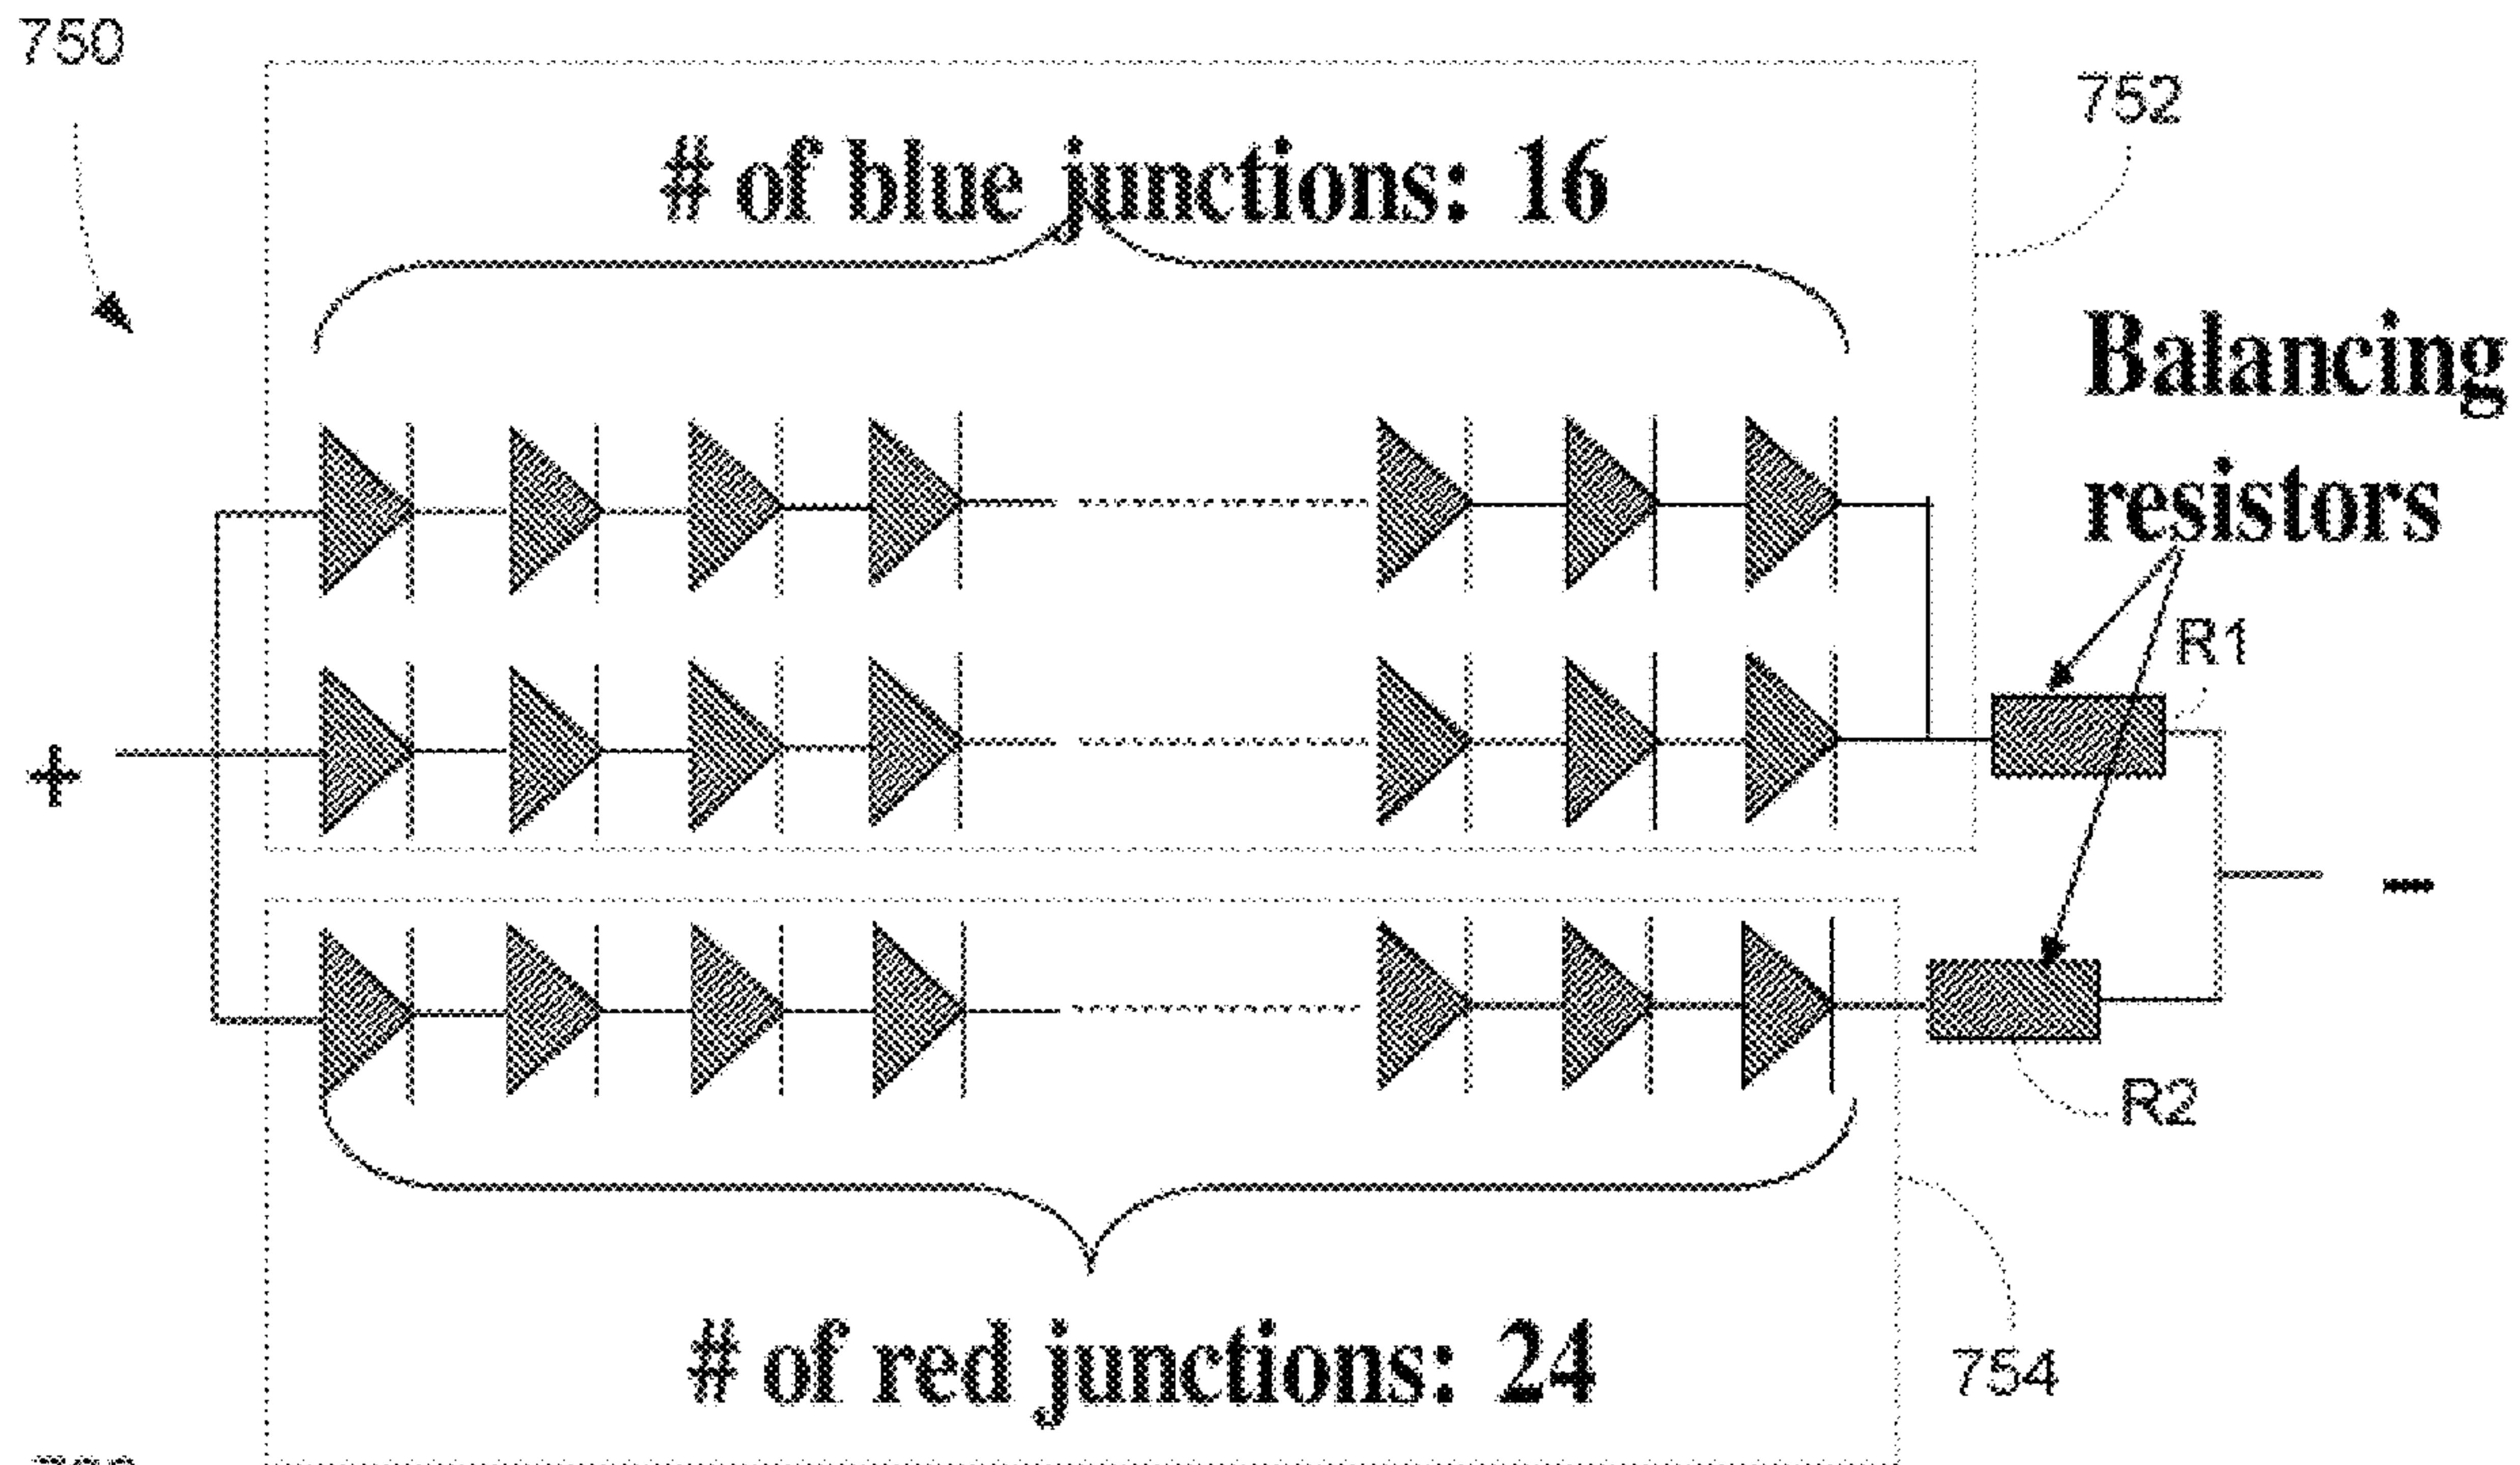 750
752
# of blue junctions: 16
Balancing
resistors
R1
+
-
R2
# of red junctions: 24
754